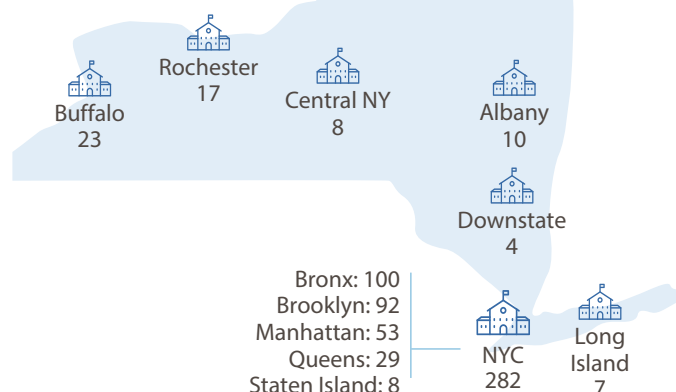 Rochester
17
Buffalo
23
Central NY
8
Albany
10
Downstate
4
Bronx: 100
Brooklyn: 92
Manhattan: 53
Queens: 29
Staten Island: 8
NYC
282
Long
Island
7